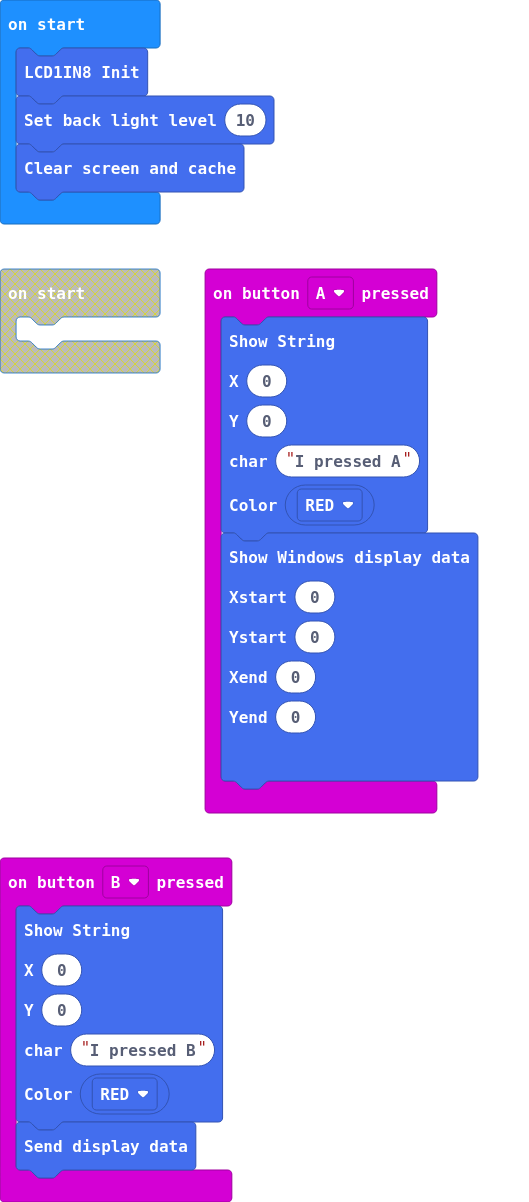 on start
LCD1IN8 Init
Set back light level 10
Clear screen and cache
on start
on button A pressed
Show String
X 0
Y 0
char "I pressed A"
Color RED
Show Windows display data
Xstart 0
Ystart 0
Xend 0
Yend 0
on button B pressed
Show String
X 0
Y 0
char "I pressed B"
Color RED
Send display data